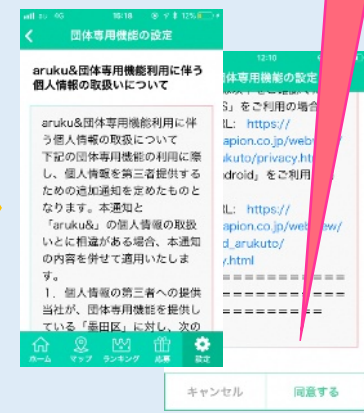 4G 16:18 12%
団体専用機能の設定
aruku&団体専用機能利用に伴う
個人情報の取扱いについて
aruku&団体専用機能利用に伴
う個人情報の取扱について
下記の団体専用機能の利用に際
し、個人情報を第三者提供する
ための追加通知を定めたものと
なります。本通知と
「aruku&」の個人情報の取扱
いとに相違がある場合、本通知
の内容を併せて適用いたしま
す。
1．個人情報の第三者への提供
当社が、団体専用機能を提供し
ている「墨田区」に対し、次の
ホーム マップ ランキング 応募 設定
12:10
体専用機能の設定
S」をご利用の場合
L: https://
apion.co.jp/web
ukuto/privacy.ht
droid」をご利用
L: https://
apion.co.jp/web ew/
d_arukuto/
y.html
===============
===============
==========
キャンセル 同意する